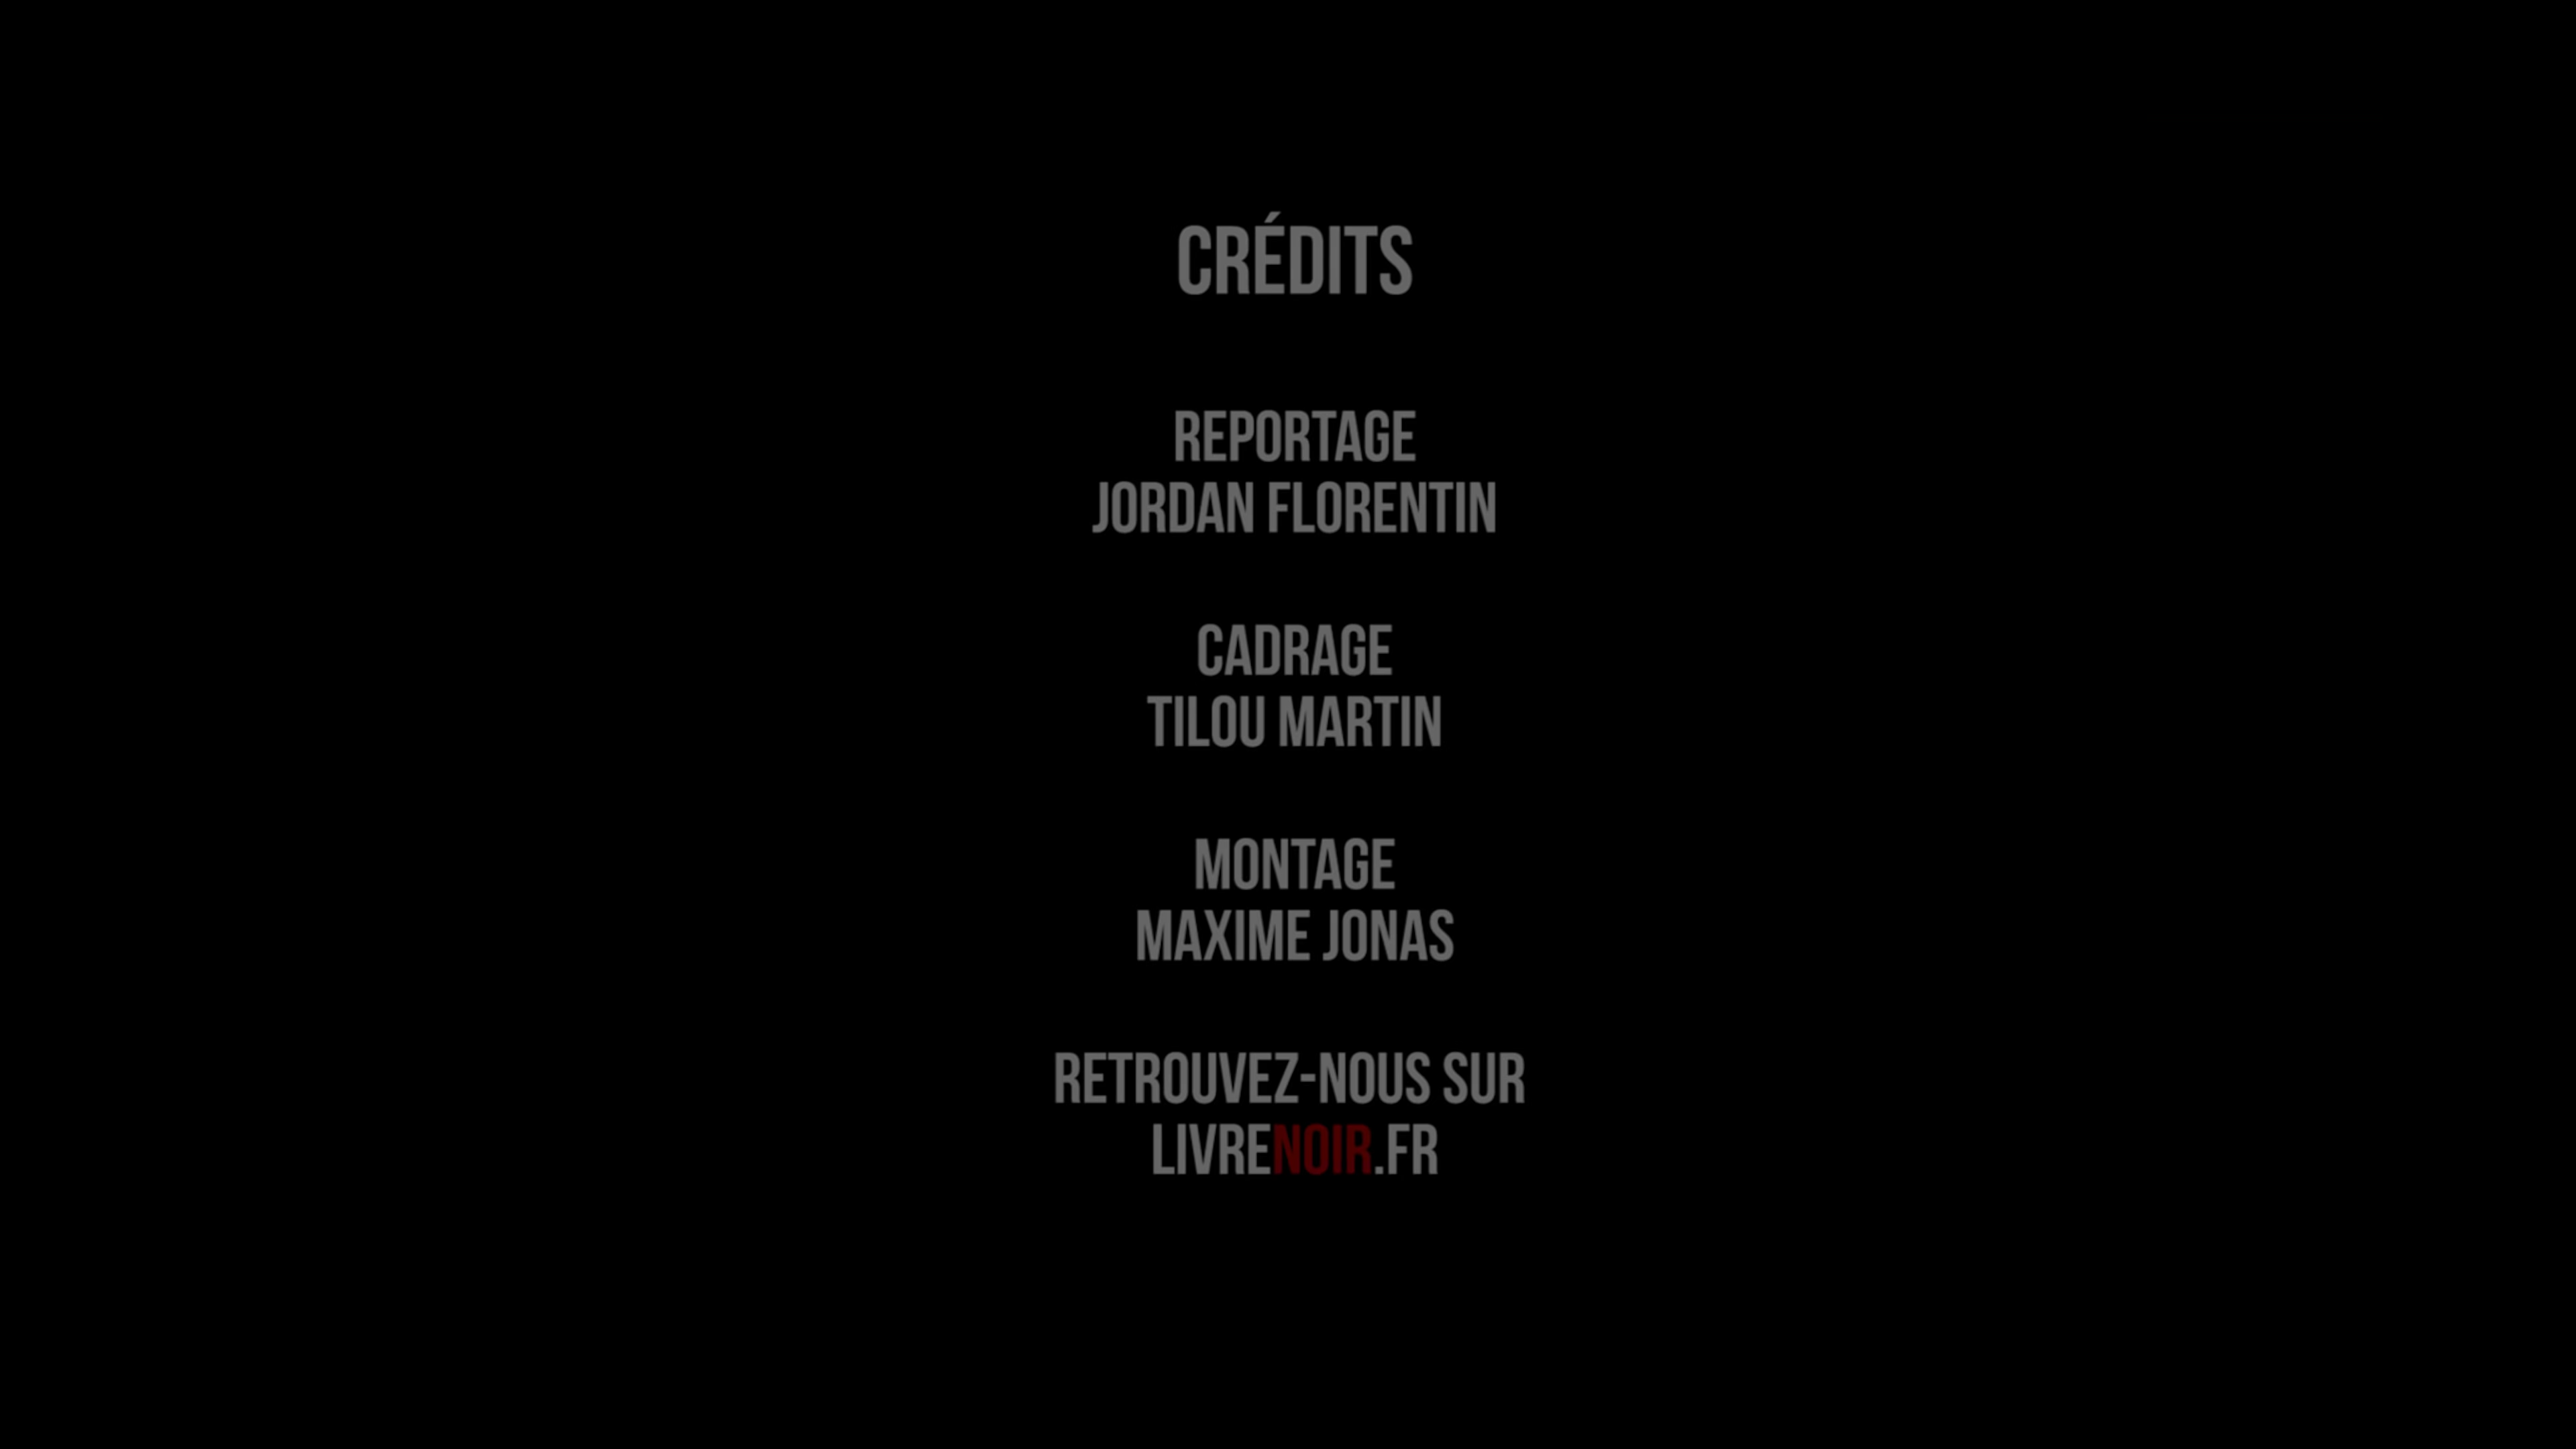 CRÉDITS
REPORTAGE
JORDAN FLORENTIN
CADRAGE
TILOU MARTIN
MONTAGE
MAXIME JONAS
RETROUVEZ-NOUS SUR
LIVRENOIR.FR